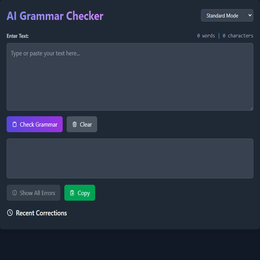 AI Grammar Checker
Standard Mode
Enter Text:
0 words | 0 characters
Type or paste your text here...
Check Grammar
Clear
Show All Errors
Copy
Recent Corrections